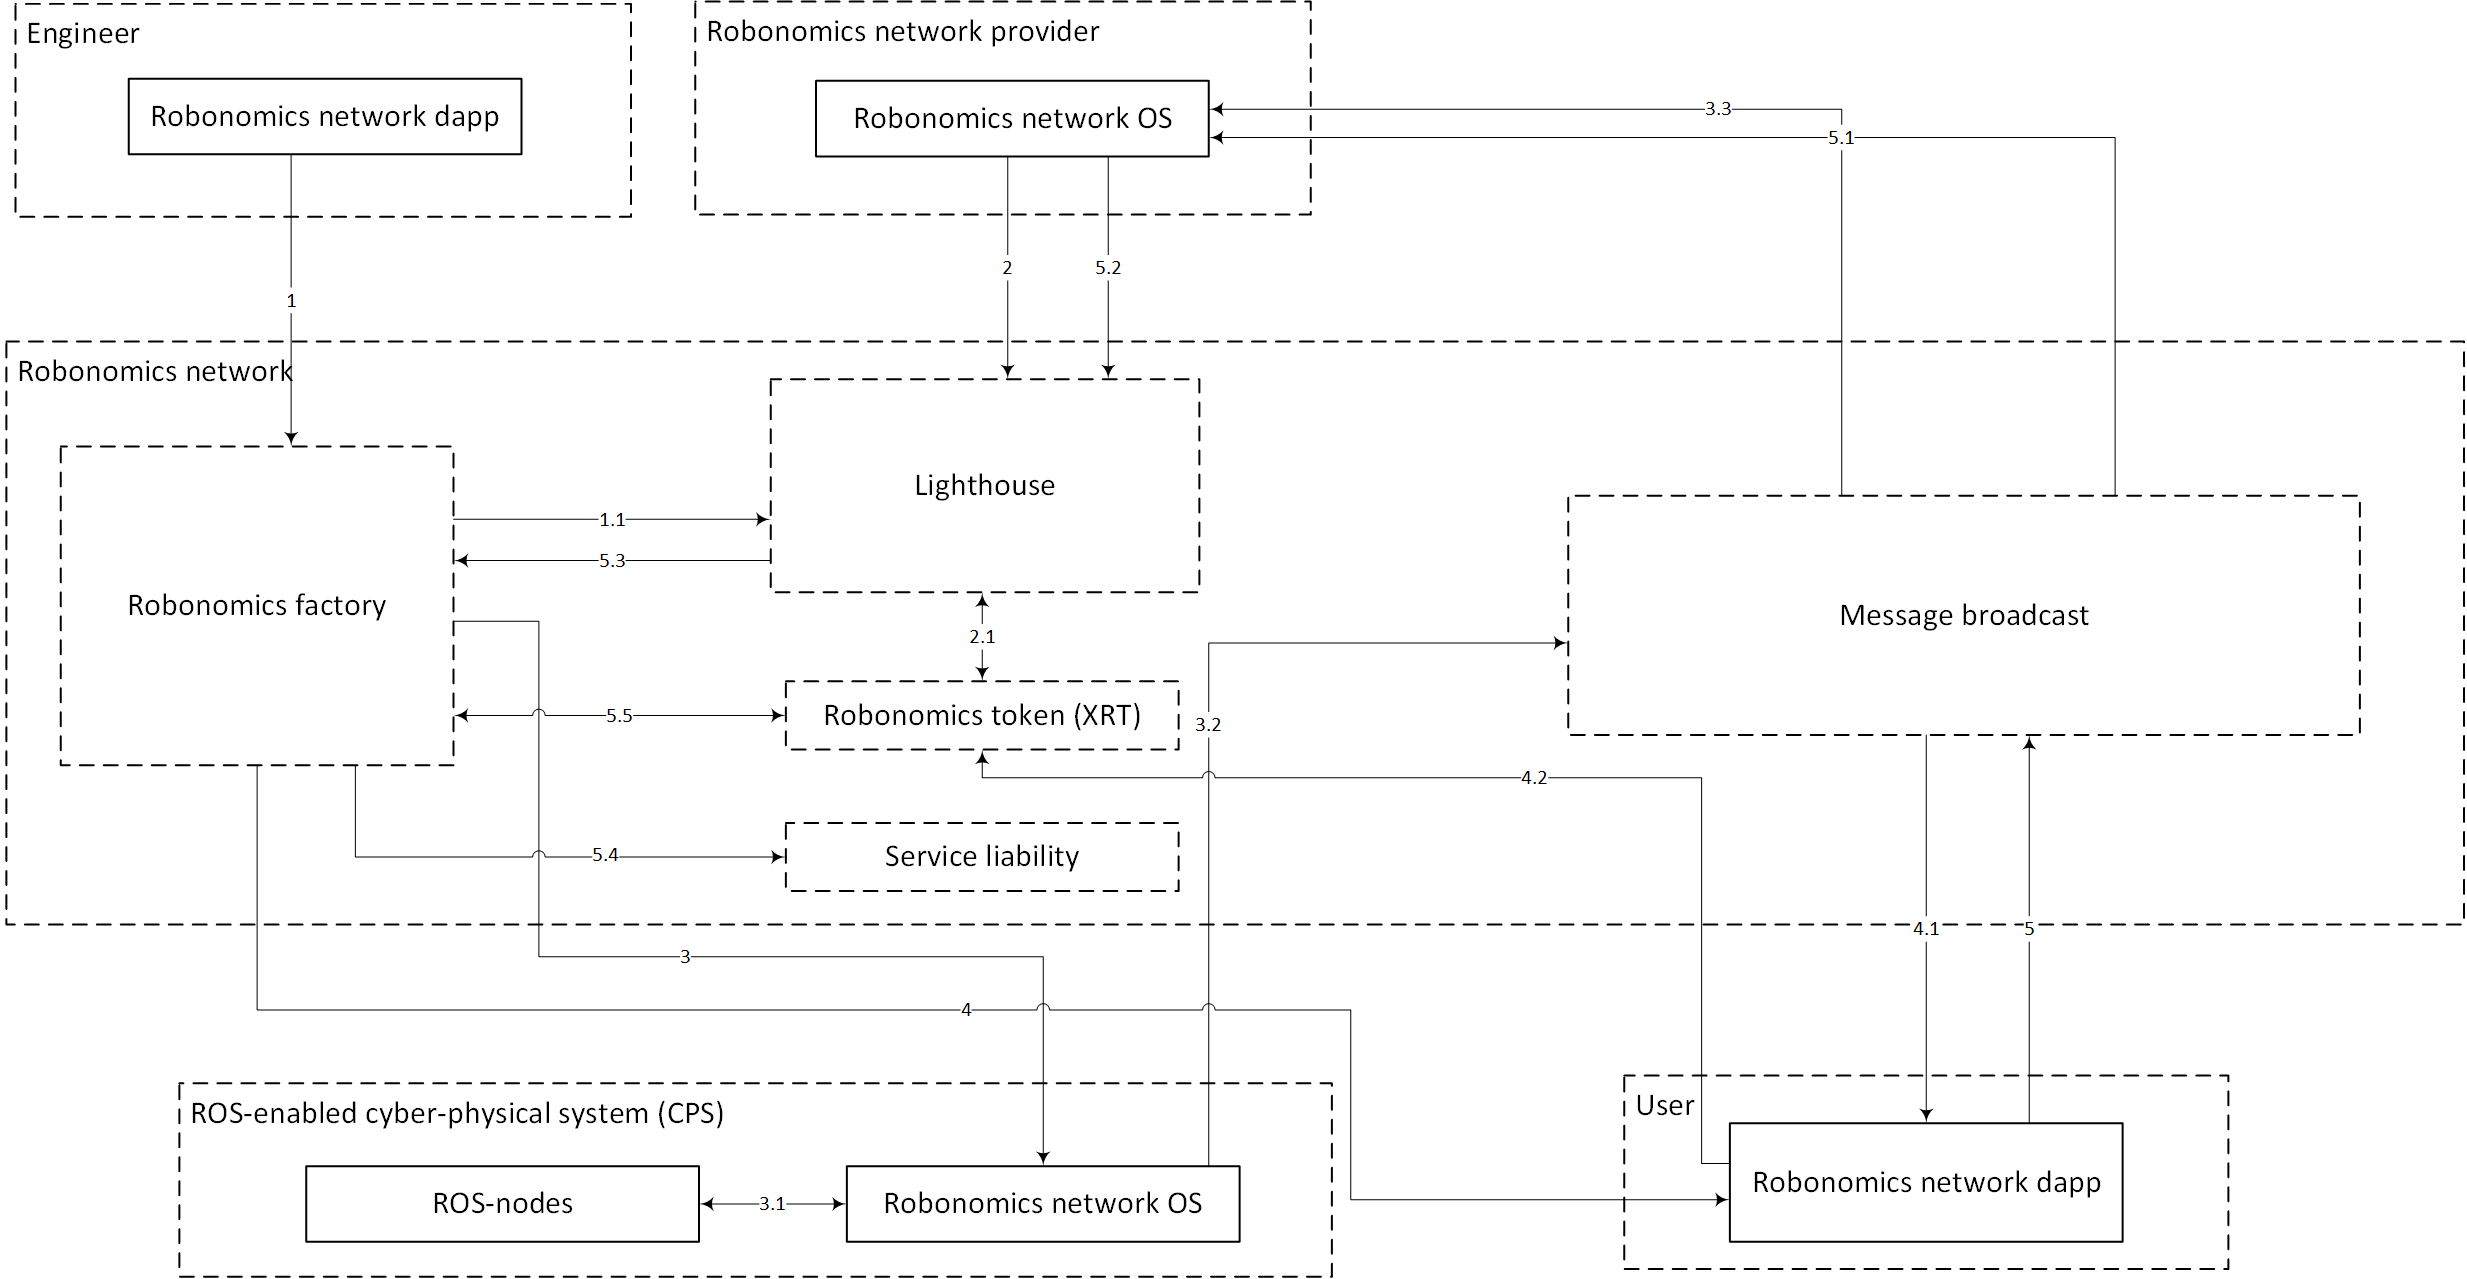 Engineer
Robonomics network provider
Robonomics network dapp
Robonomics network OS
3.3
5.1
2
5.2
1
Robonomics network
Lighthouse
1.1
5.3
Robonomics factory
Message broadcast
2.1
5.5
Robonomics token (XRT)
3.2
4.2
5.4
Service liability
4.1
5
3
4
ROS-enabled cyber-physical system (CPS)
User
ROS-nodes
3.1
Robonomics network OS
Robonomics network dapp